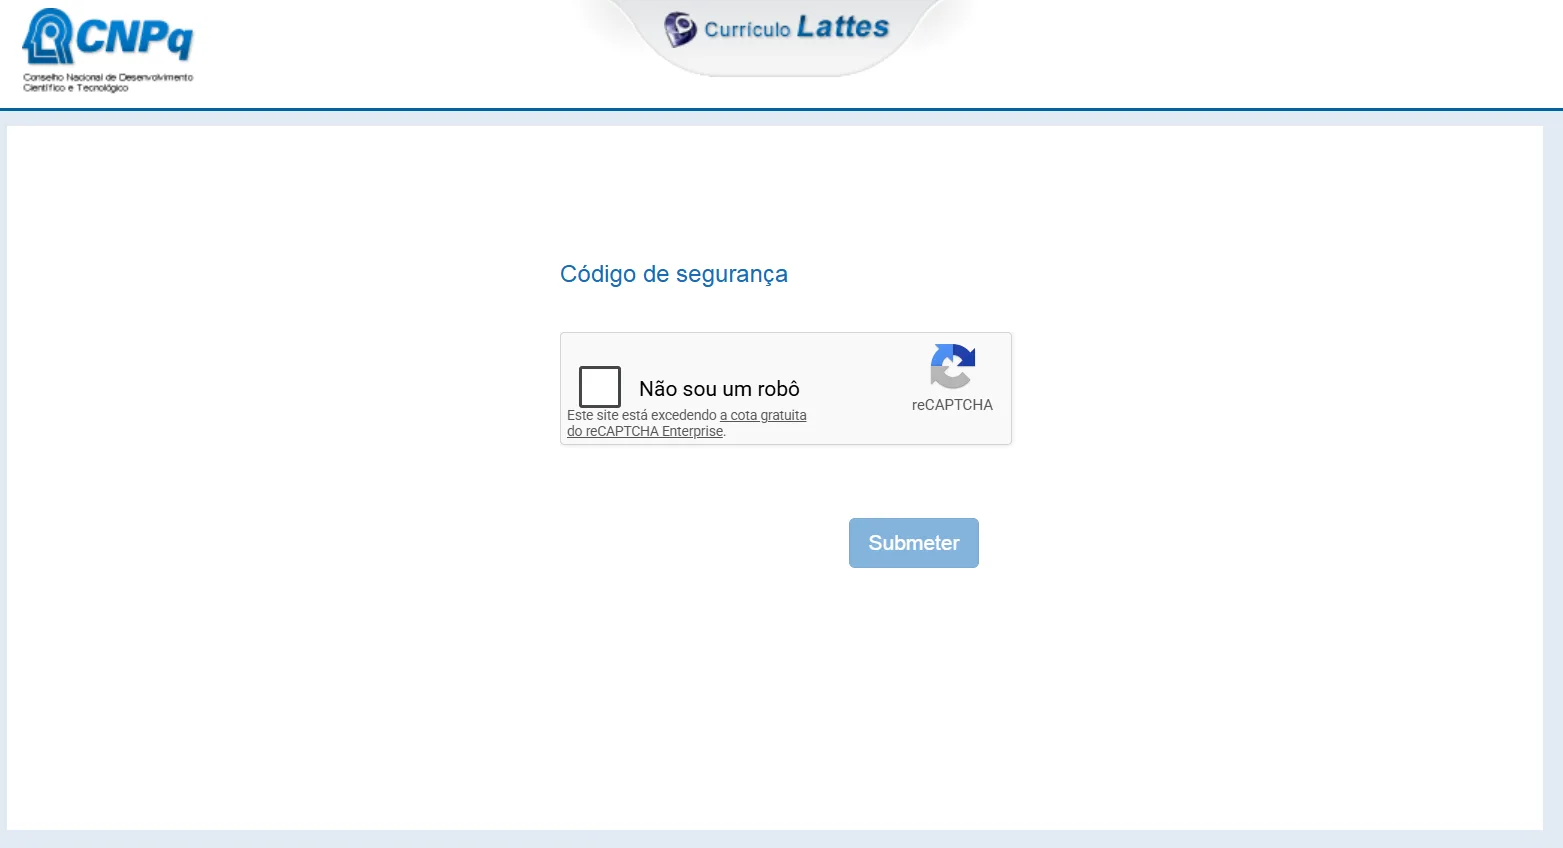 CNPq
Conselho Nacional de Desenvolvimento
Científico e Tecnológico
Currículo Lattes
Código de segurança
Não sou um robô
Este site está excedendo a cota gratuita
do reCAPTCHA Enterprise.
reCAPTCHA
Submeter